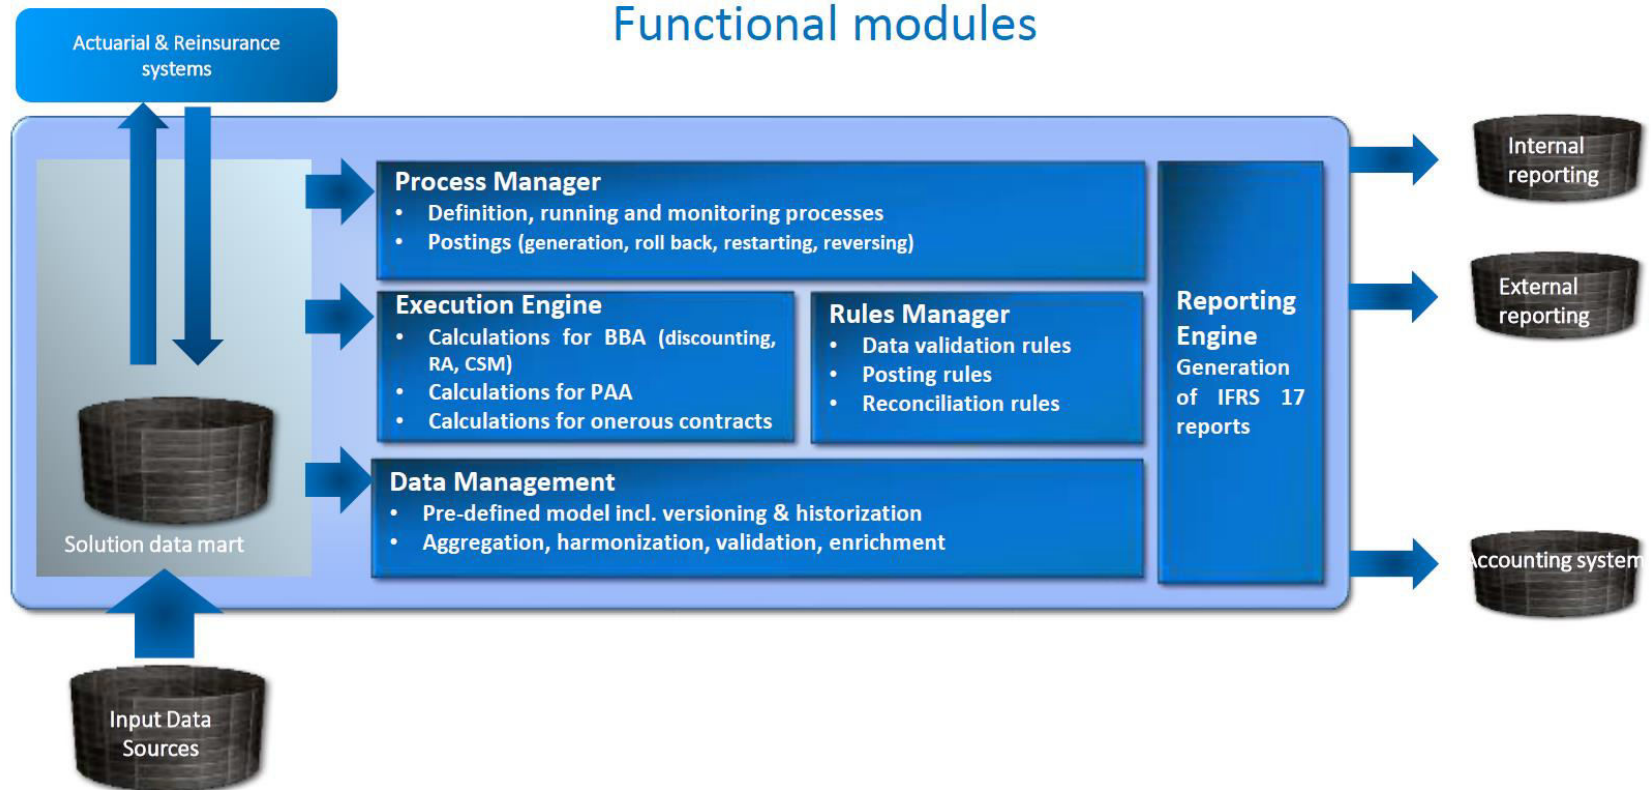 Functional modules
Actuarial & Reinsurance
systems
Process Manager
• Definition, running and monitoring processes
• Postings (generation, roll back, restarting, reversing)
Execution Engine
• Calculations for BBA (discounting,
RA, CSM)
• Calculations for PAA
• Calculations for onerous contracts
Rules Manager
• Data validation rules
• Posting rules
• Reconciliation rules
Data Management
• Pre-defined model incl. versioning & historization
• Aggregation, harmonization, validation, enrichment
Reporting
Engine
Generation
of IFRS 17
reports
Solution data mart
Input Data
Sources
Internal
reporting
External
reporting
Accounting system